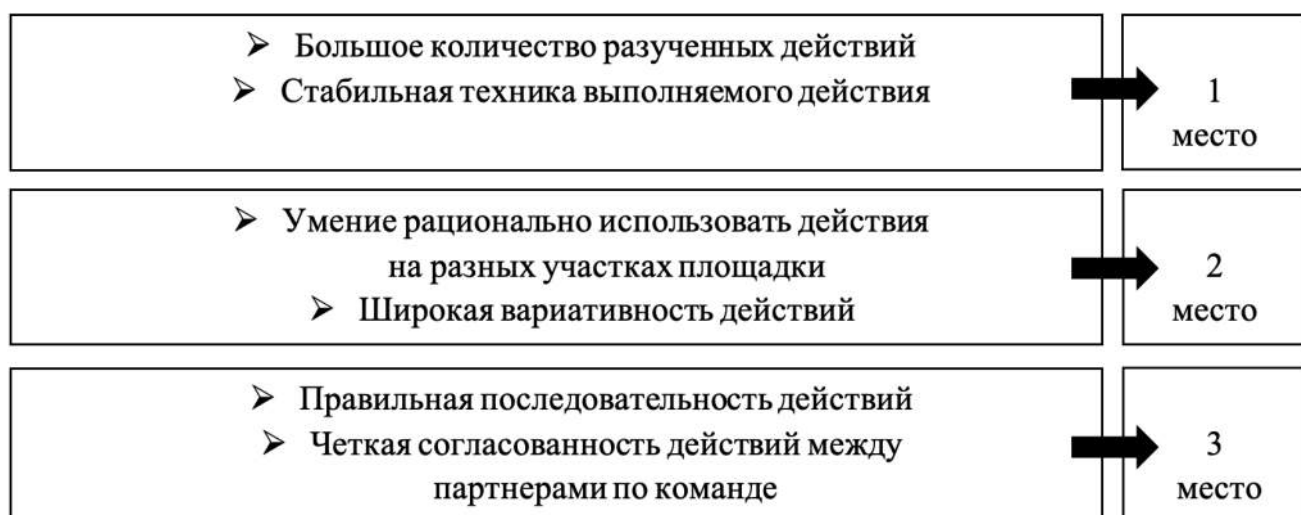 ➢ Большое количество разученных действий
➢ Стабильная техника выполняемого действия
1
место
➢ Умение рационально использовать действия
на разных участках площадки
➢ Широкая вариативность действий
2
место
➢ Правильная последовательность действий
➢ Четкая согласованность действий между
партнерами по команде
3
место